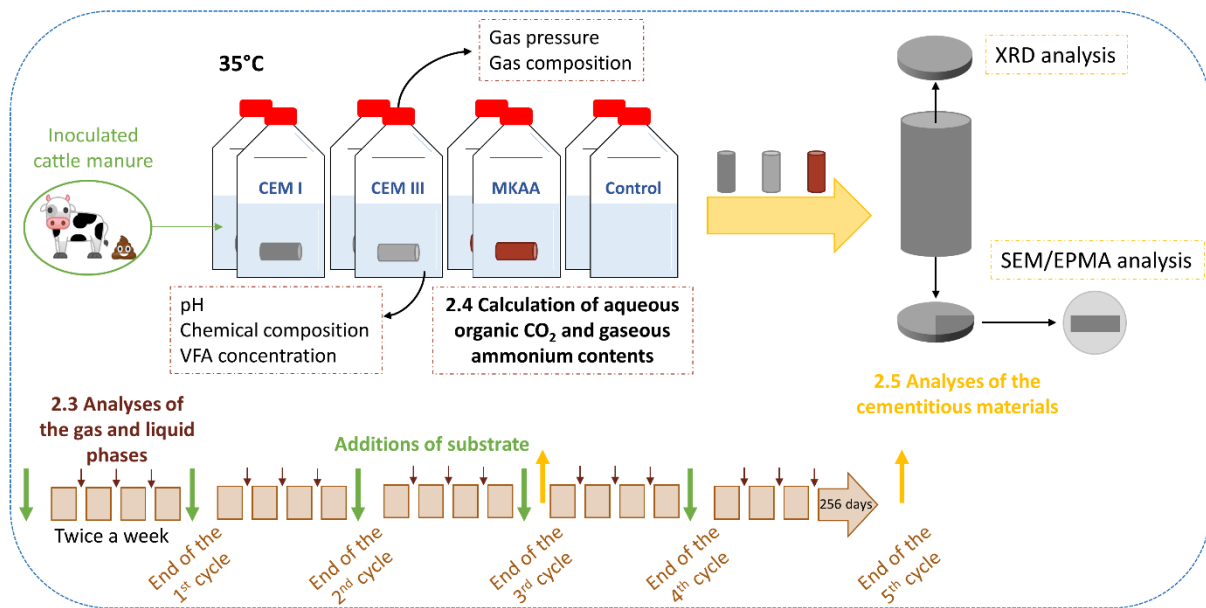 35°C
Gas pressure
Gas composition
Inoculated
cattle manure
CEM I
CEM III
MKAA
Control
pH
Chemical composition
VFA concentration
2.4 Calculation of aqueous
organic CO₂ and gaseous
ammonium contents
XRD analysis
SEM/EPMA analysis
2.5 Analyses of the
cementitious materials
2.3 Analyses of
the gas and liquid
phases
Additions of substrate
Twice a week
256 days
End of the
1st cycle
End of the
2nd cycle
End of the
3rd cycle
End of the
4th cycle
End of the
5th cycle